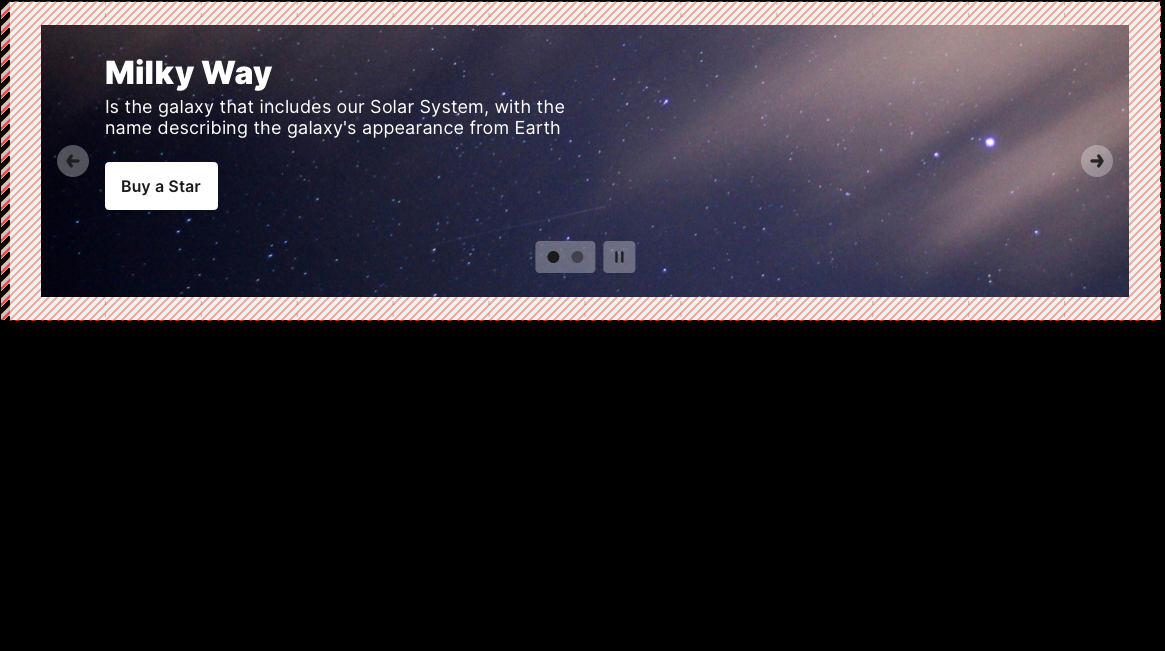 Milky Way
Is the galaxy that includes our Solar System, with the
name describing the galaxy's appearance from Earth
Buy a Star